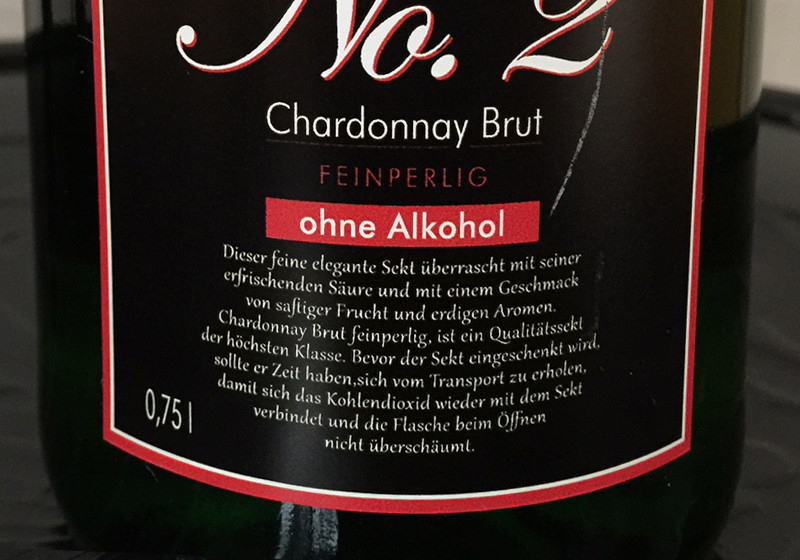 No. 2
Chardonnay Brut
FEINPERLIG
ohne Alkohol
Dieser feine elegante Sekt überrascht mit seiner
erfrischenden Säure und mit einem Geschmack
von saftiger Frucht und erdigen Aromen.
Chardonnay Brut feinperlig, ist ein Qualitätssekt
der höchsten Klasse. Bevor der Sekt eingeschenkt wird,
sollte er Zeit haben,sich vom Transport zu erholen,
damit sich das Kohlendioxid wieder mit dem Sekt
verbindet und die Flasche beim Öffnen
nicht überschäumt.
0,75 l